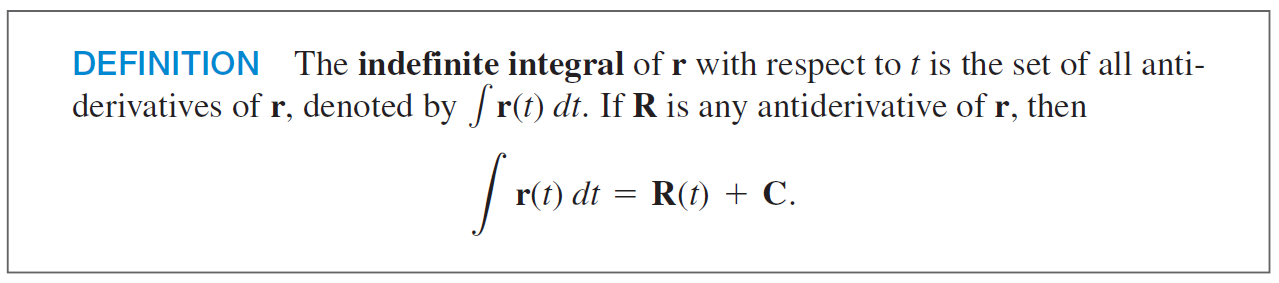 DEFINITION The indefinite integral of r with respect to t is the set of all anti-
derivatives of r, denoted by ∫ r(t) dt. If R is any antiderivative of r, then
∫ r(t) dt = R(t) + C.